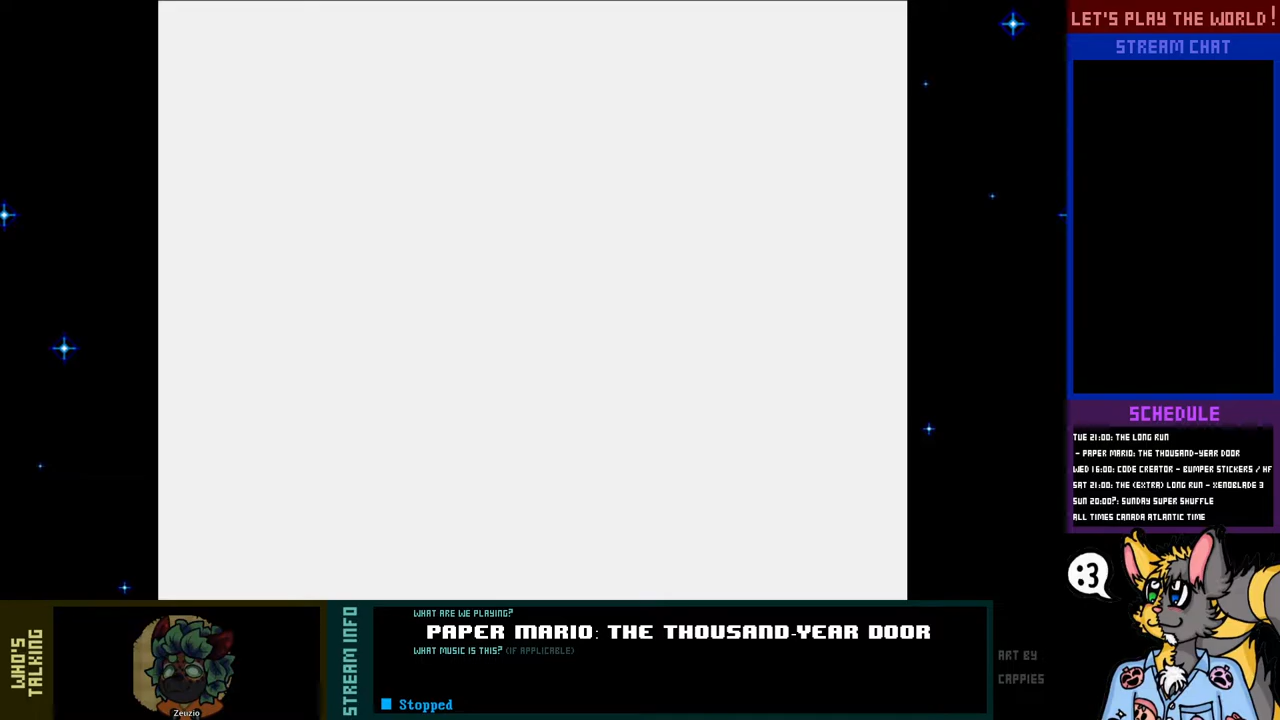 LET'S PLAY THE WORLD!
STREAM CHAT
SCHEDULE
TUE 21:00: THE LONG RUN
- PAPER MARIO: THE THOUSAND-YEAR DOOR
WED 16:00: CODE CREATOR - BUMPER STICKERS / HF
SAT 21:00: THE (EXTRA) LONG RUN - XENOBLADE 3
SUN 20:00?: SUNDAY SUPER SHUFFLE
ALL TIMES CANADA ATLANTIC TIME
:3
WHO'S
TALKING
Zeuzio
STREAM INFO
WHAT ARE WE PLAYING?
PAPER MARIO: THE THOUSAND-YEAR DOOR
WHAT MUSIC IS THIS? (IF APPLICABLE)
Stopped
ART BY
CAPPIES